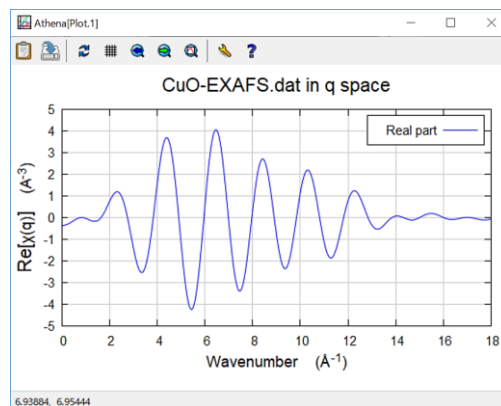 Athena[Plot.1]
CuO-EXAFS.dat in q space
Real part
Re[χ(q)] (A-3)
5
4
3
2
1
0
-1
-2
-3
-4
-5
0 2 4 6 8 10 12 14 16 18
Wavenumber (Å-1)
6.93884, 6.95444